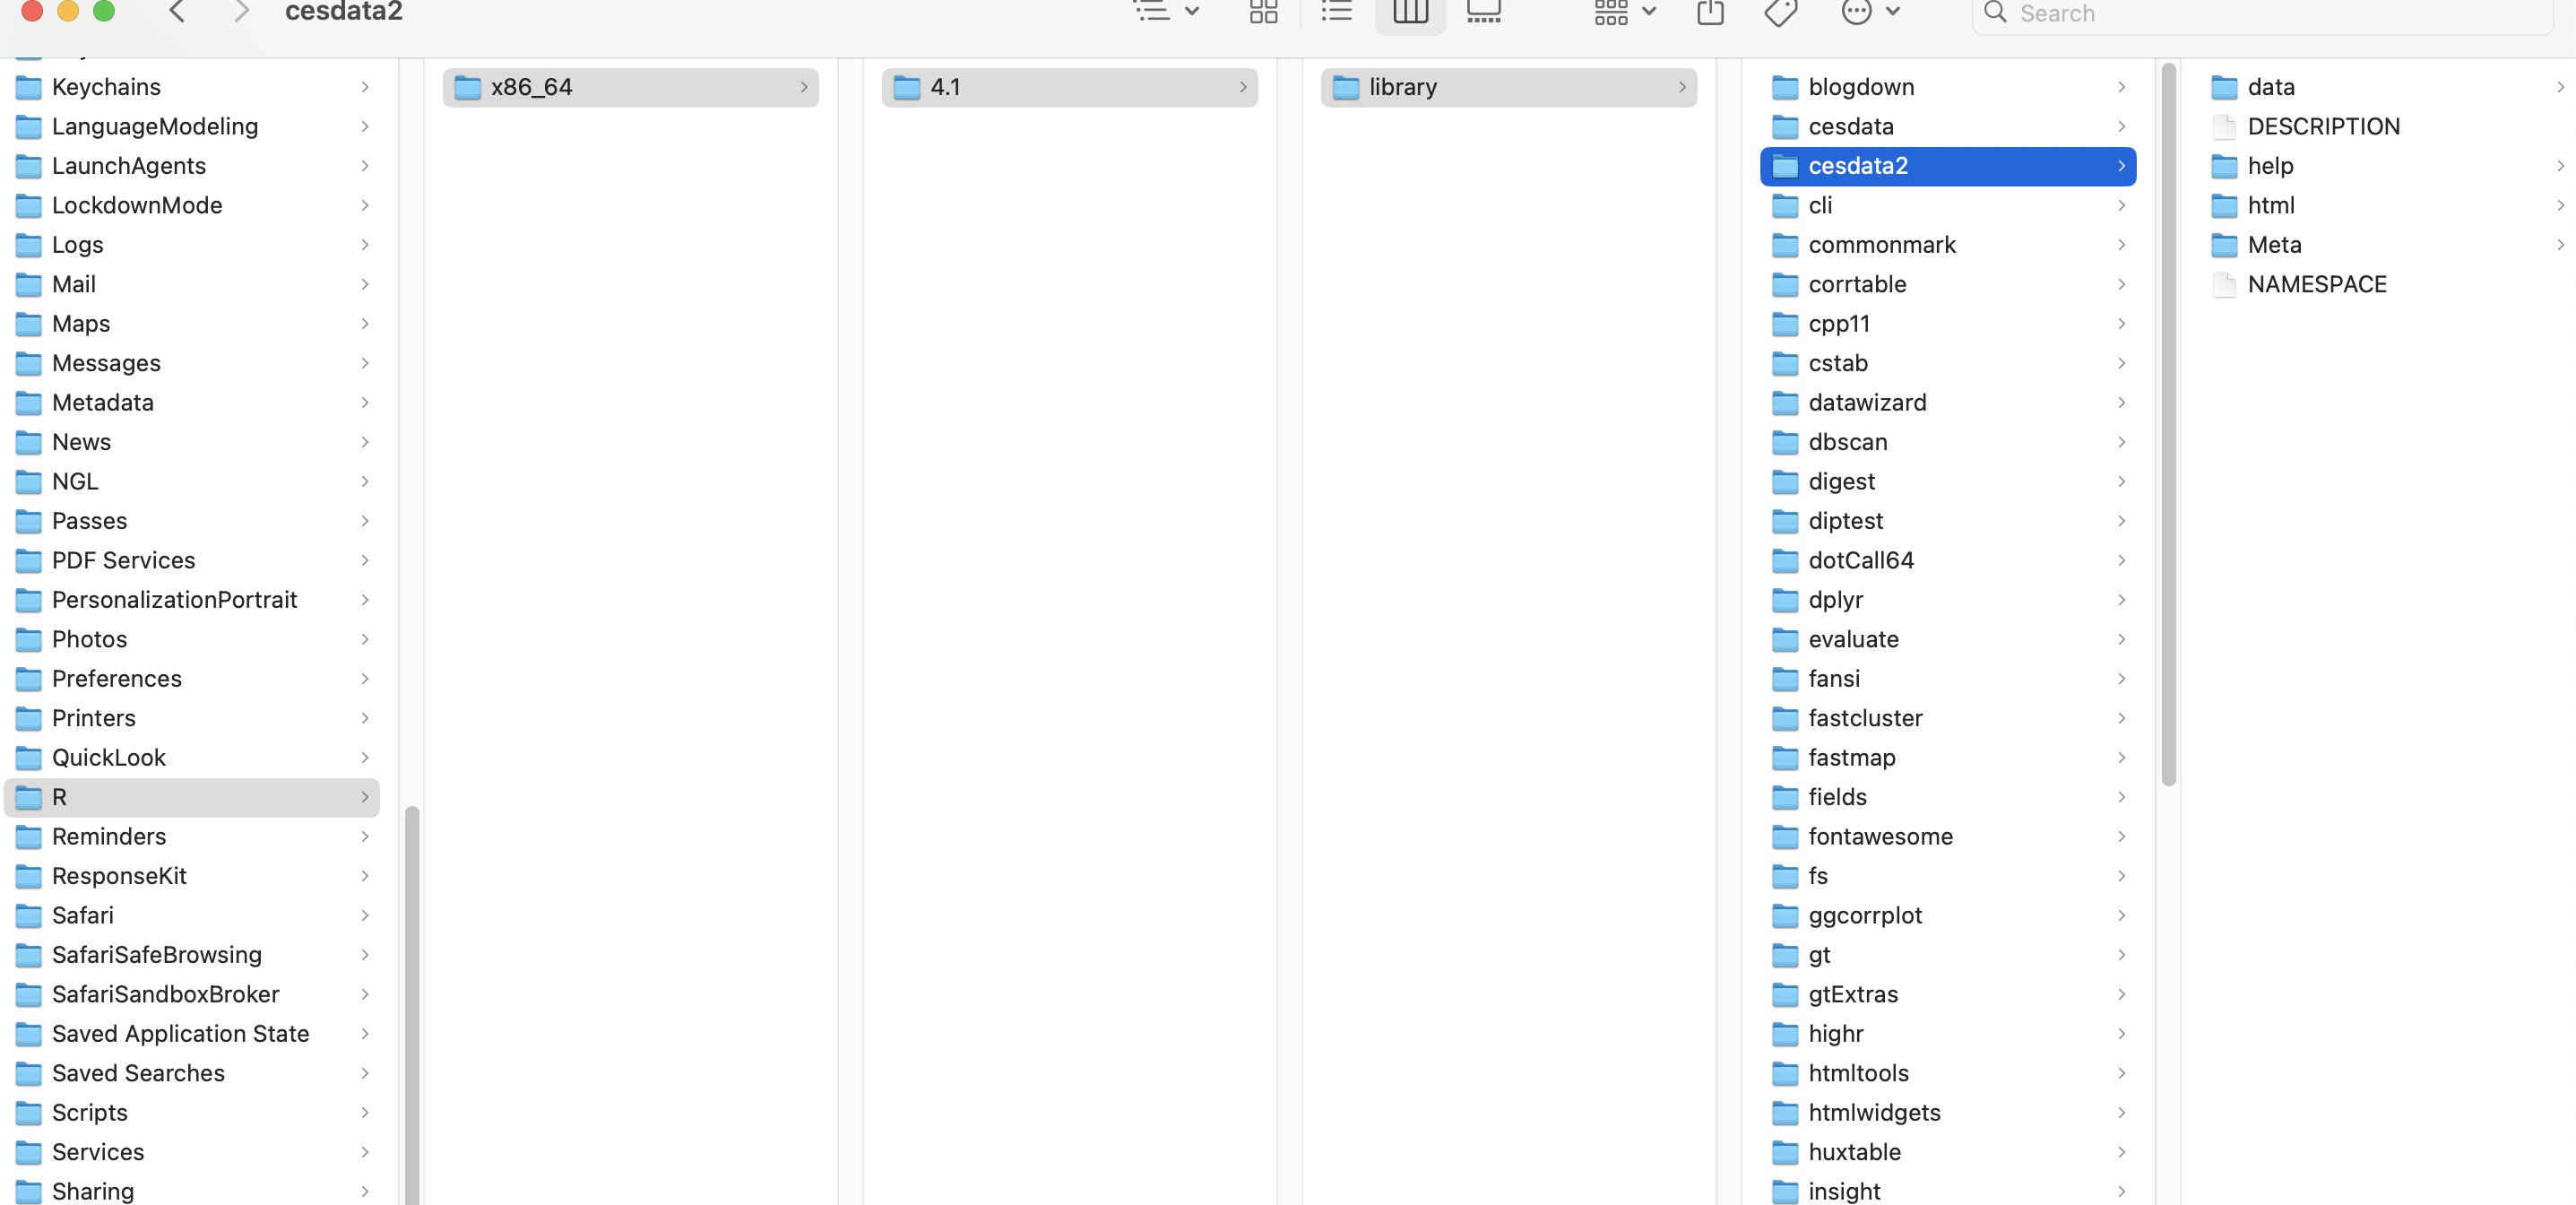 cesdata2
Search
Keychains
LanguageModeling
LaunchAgents
LockdownMode
Logs
Mail
Maps
Messages
Metadata
News
NGL
Passes
PDF Services
PersonalizationPortrait
Photos
Preferences
Printers
QuickLook
R
Reminders
ResponseKit
Safari
SafariSafeBrowsing
SafariSandboxBroker
Saved Application State
Saved Searches
Scripts
Services
Sharing
x86_64
4.1
library
blogdown
cesdata
cesdata2
cli
commonmark
corrtable
cpp11
cstab
datawizard
dbscan
digest
diptest
dotCall64
dplyr
evaluate
fansi
fastcluster
fastmap
fields
fontawesome
fs
ggcorrplot
gt
gtExtras
highr
htmltools
htmlwidgets
huxtable
insight
data
DESCRIPTION
help
html
Meta
NAMESPACE